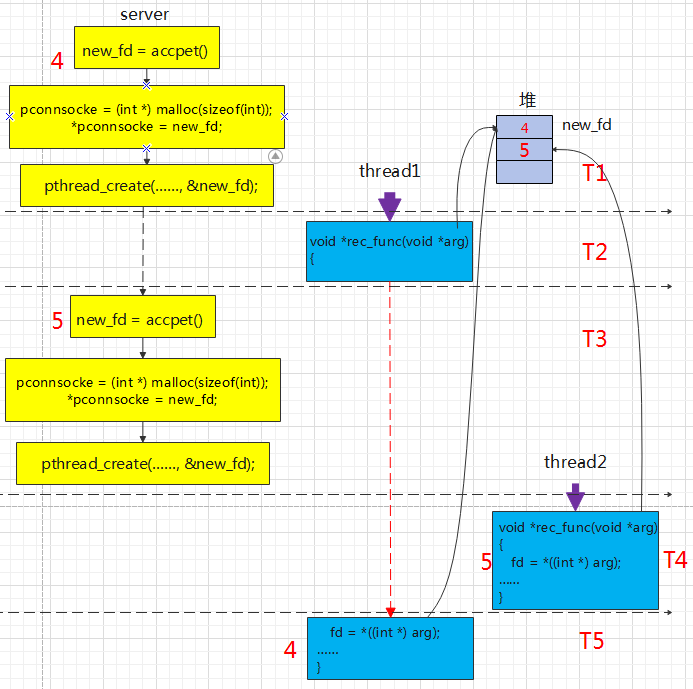 server
4
new_fd = accpet()
pconnsocke = (int *) malloc(sizeof(int));
*pconnsocke = new_fd;
pthread_create(......, &new_fd);
堆
4
new_fd
5
T1
thread1
void *rec_func(void *arg)
{
T2
5
new_fd = accpet()
T3
pconnsocke = (int *) malloc(sizeof(int));
*pconnsocke = new_fd;
pthread_create(......, &new_fd);
thread2
void *rec_func(void *arg)
{
5
fd = *((int *) arg);
T4
......
}
fd = *((int *) arg);
4
......
}
T5